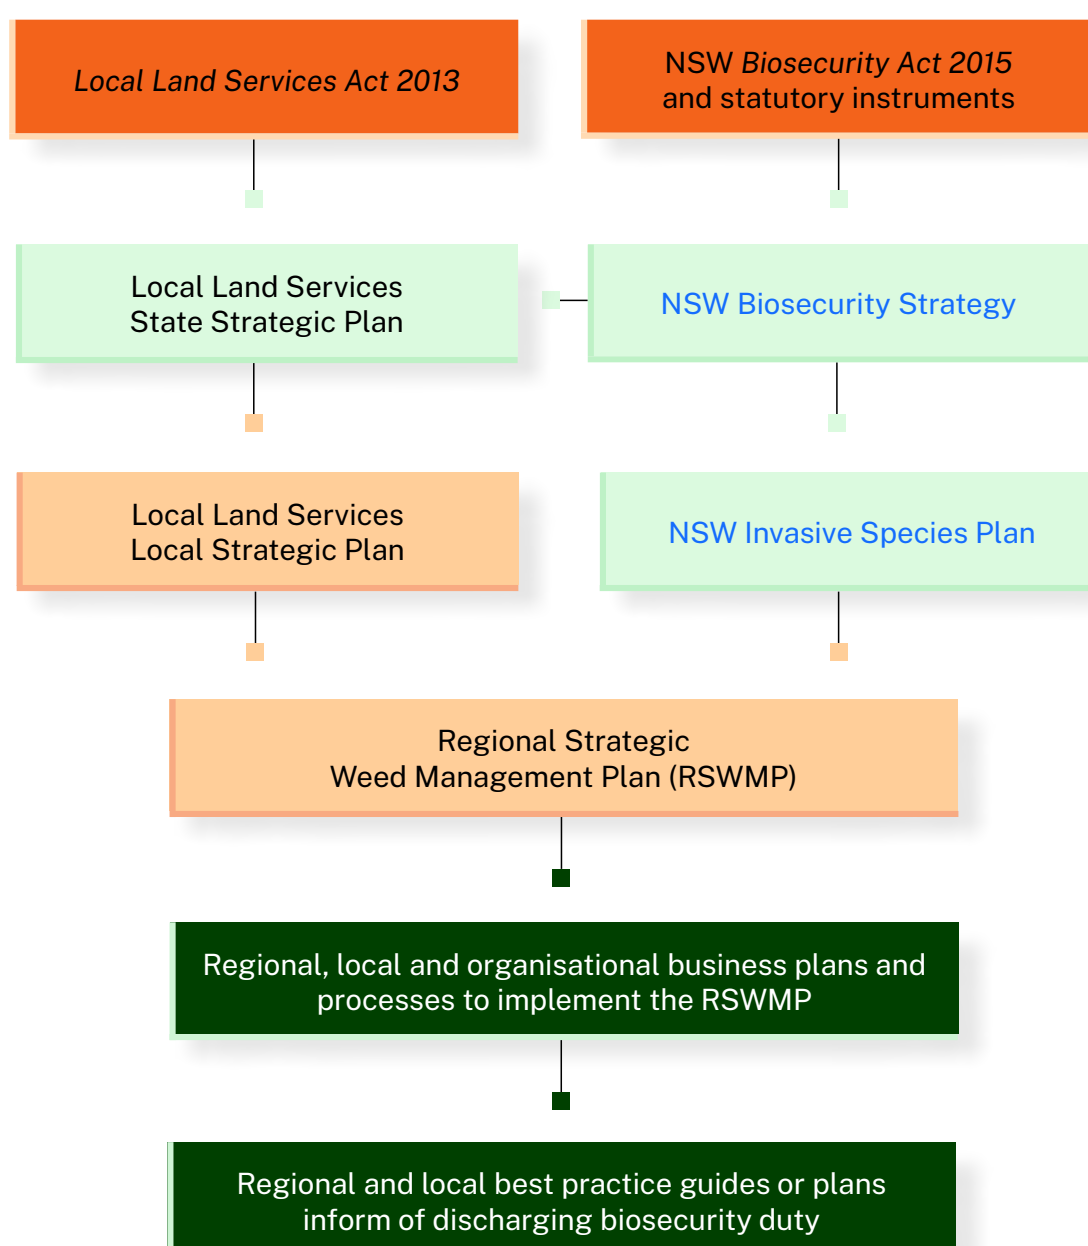 Local Land Services Act 2013
NSW Biosecurity Act 2015
and statutory instruments
Local Land Services
State Strategic Plan
NSW Biosecurity Strategy
Local Land Services
Local Strategic Plan
NSW Invasive Species Plan
Regional Strategic
Weed Management Plan (RSWMP)
Regional, local and organisational business plans and
processes to implement the RSWMP
Regional and local best practice guides or plans
inform of discharging biosecurity duty